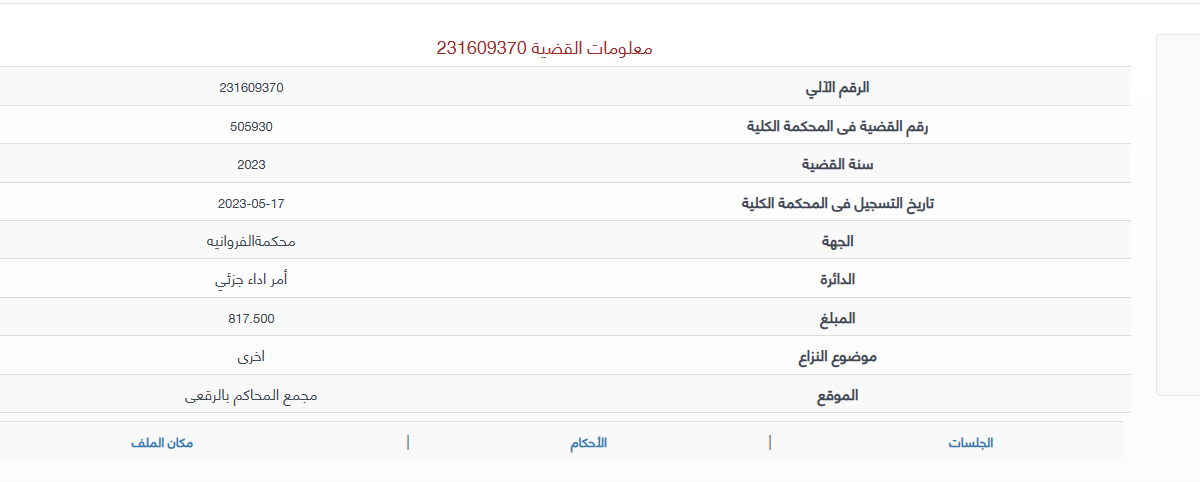 معلومات القضية 231609370
الرقم الآلي 231609370
رقم القضية فى المحكمة الكلية 505930
سنة القضية 2023
تاريخ التسجيل فى المحكمة الكلية 2023-05-17
الجهة محكمةالفروانيه
الدائرة أمر اداء جزئي
المبلغ 817.500
موضوع النزاع اخرى
الموقع مجمع المحاكم بالرقعى
الجلسات | الأحكام | مكان الملف